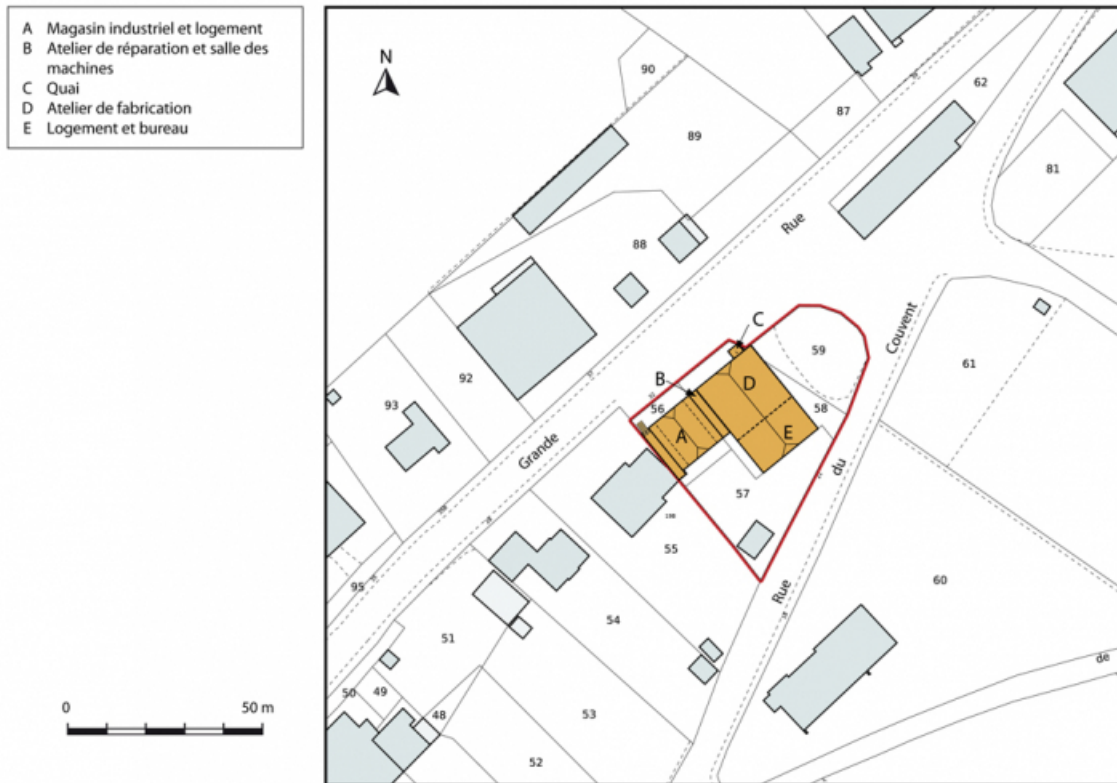 A Magasin industriel et logement
B Atelier de réparation et salle des
machines
C Quai
D Atelier de fabrication
E Logement et bureau
N
90
62
87
89
81
Rue
88
C
59
Couvent
61
B
D
92
56
58
93
A
E
Grande
du
57
55
Rue
60
95
54
51
de
50
49
48
53
52
0 50 m